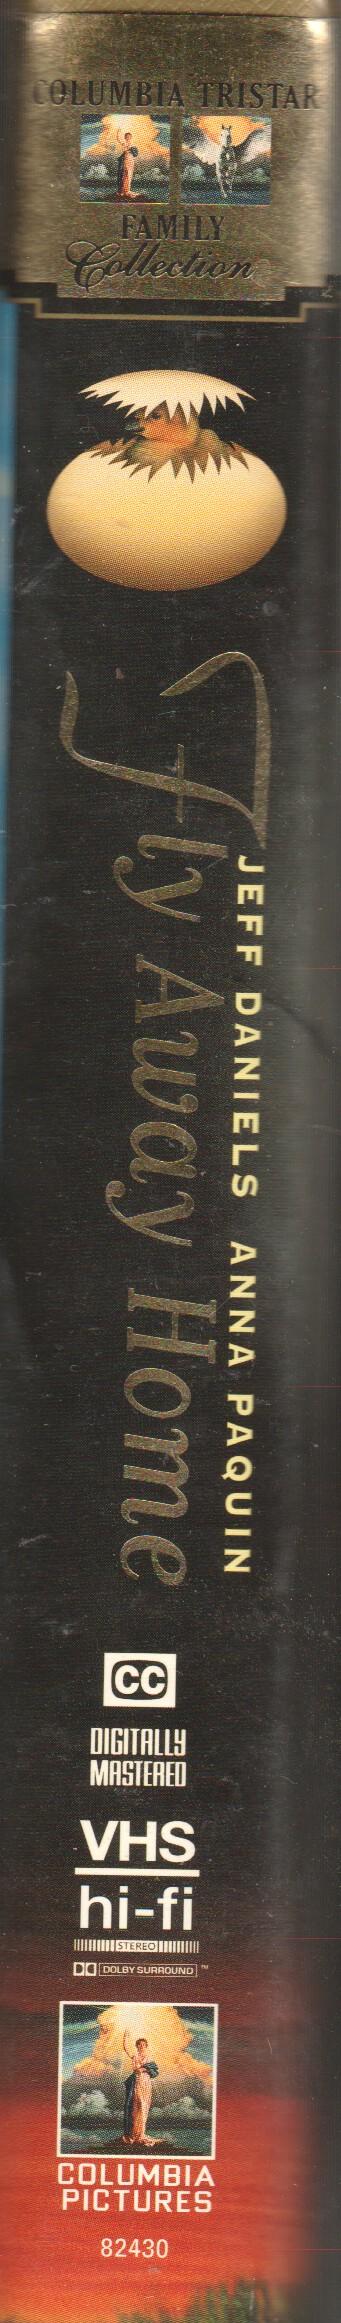 COLUMBIA TRISTAR
FAMILY
Collection
JEFF DANIELS ANNA PAQUIN
Fly Away Home
CC
DIGITALLY
MASTERED
VHS
hi-fi
STEREO
DOLBY SURROUND™
COLUMBIA
PICTURES
82430